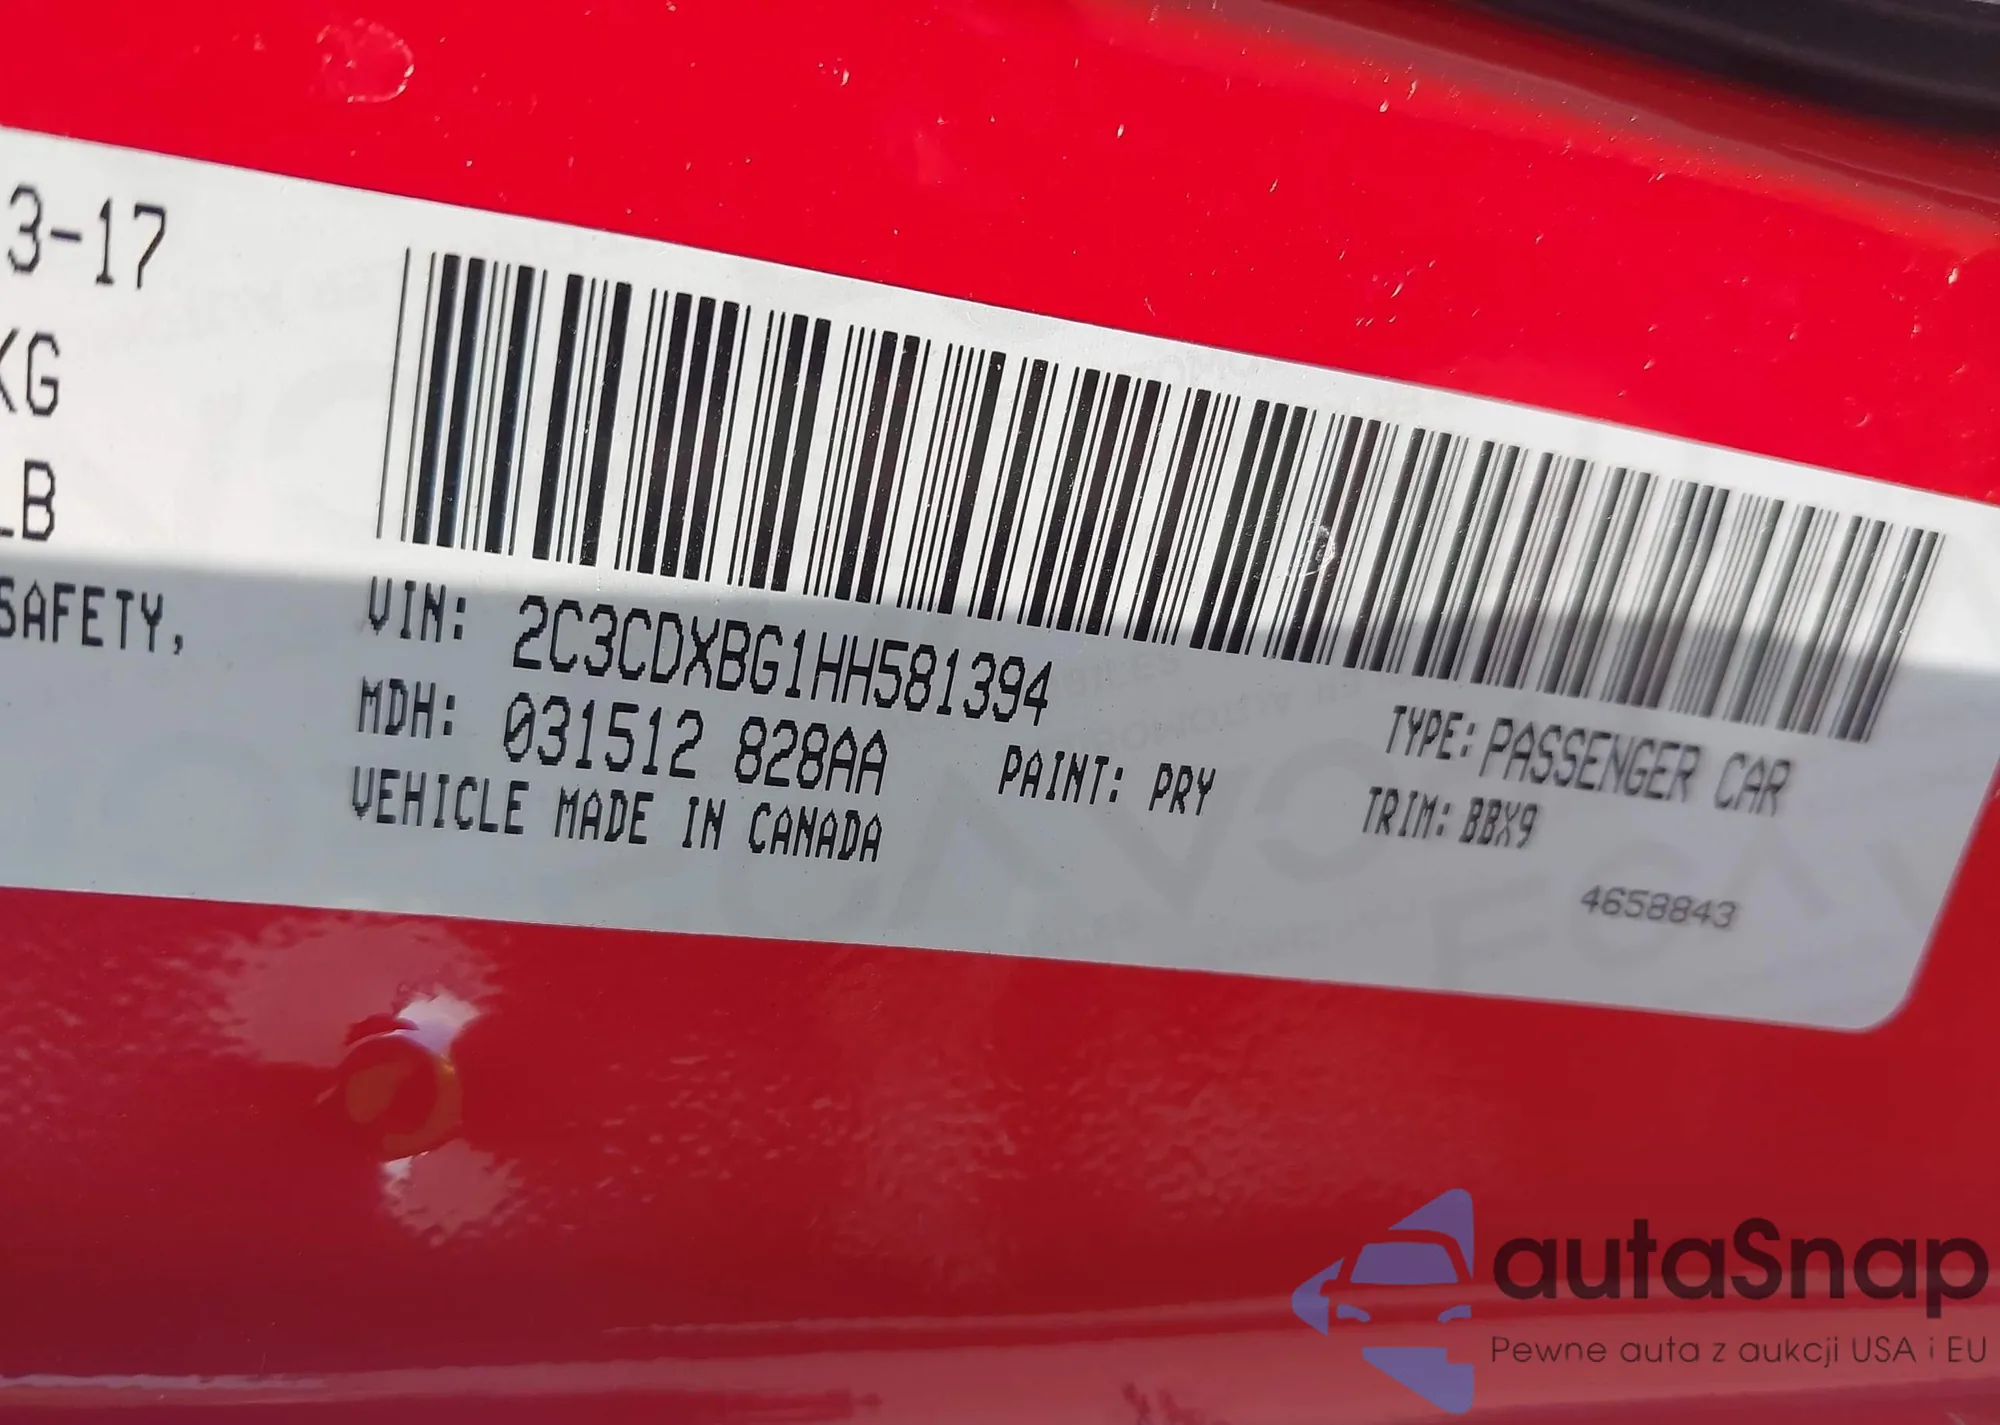 3-17
KG
LB
SAFETY,
VIN: 2C3CDXBG1HH581394
MDH: 031512 828AA
PAINT: PRY
VEHICLE MADE IN CANADA
TYPE: PASSENGER CAR
TRIM: BBX9
4658843
autaSnap
Pewne auta z aukcji USA i EU